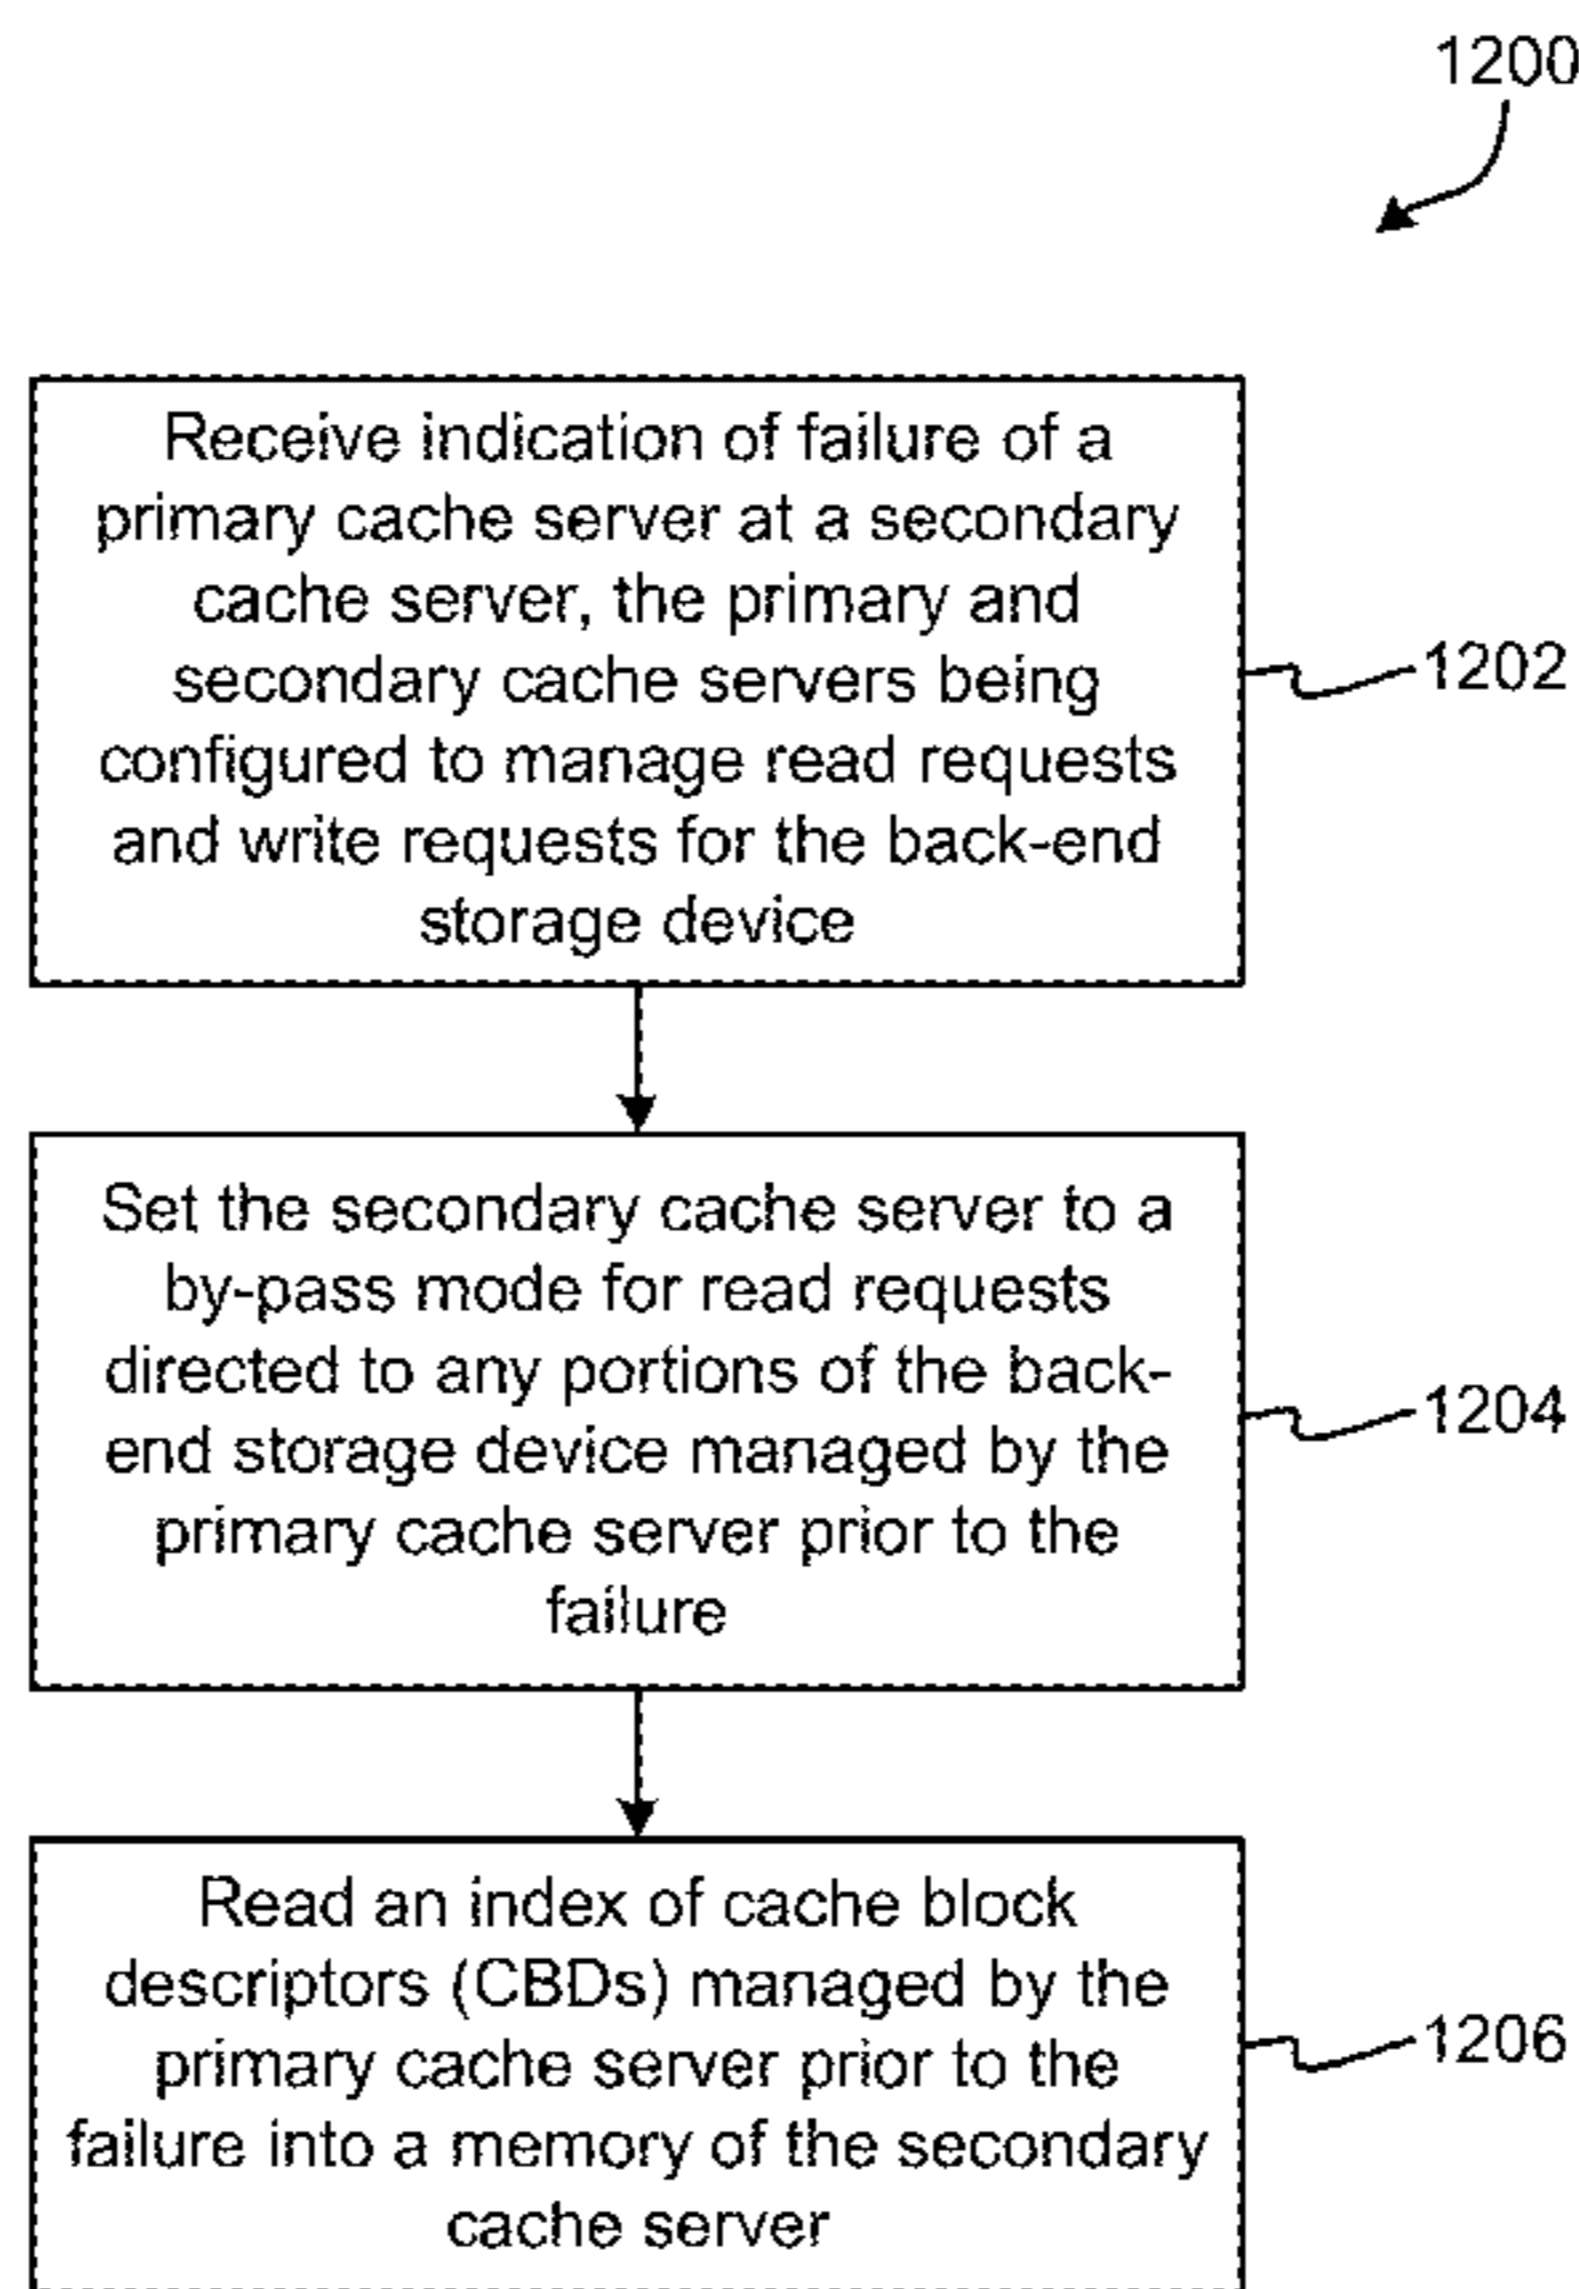 1200
Receive indication of failure of a
primary cache server at a secondary
cache server, the primary and
secondary cache servers being
configured to manage read requests
and write requests for the back-end
storage device
1202
Set the secondary cache server to a
by-pass mode for read requests
directed to any portions of the back-
end storage device managed by the
primary cache server prior to the
failure
1204
Read an index of cache block
descriptors (CBDs) managed by the
primary cache server prior to the
failure into a memory of the secondary
cache server
1206